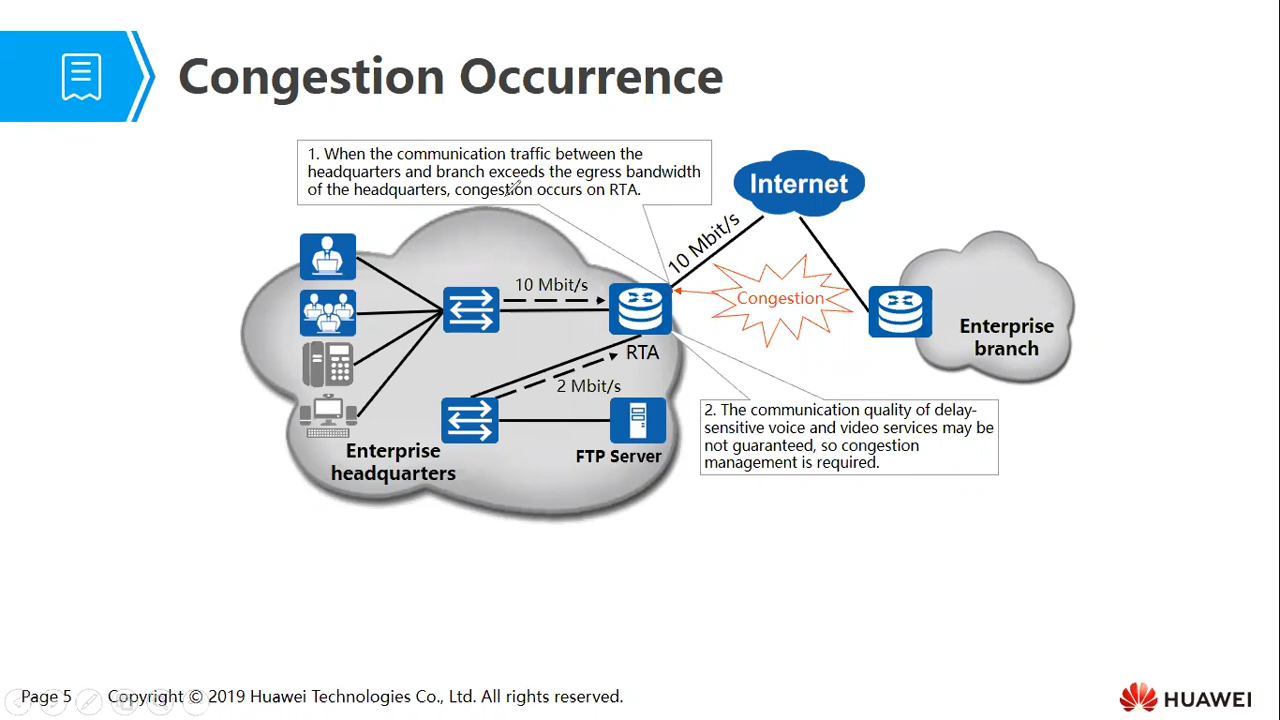 Congestion Occurrence
1. When the communication traffic between the
headquarters and branch exceeds the egress bandwidth
of the headquarters, congestion occurs on RTA.
Internet
10 Mbit/s
10 Mbit/s
Congestion
RTA
Enterprise
branch
2 Mbit/s
2. The communication quality of delay-
sensitive voice and video services may be
not guaranteed, so congestion
management is required.
Enterprise
headquarters
FTP Server
Page 5
Copyright © 2019 Huawei Technologies Co., Ltd. All rights reserved.
HUAWEI